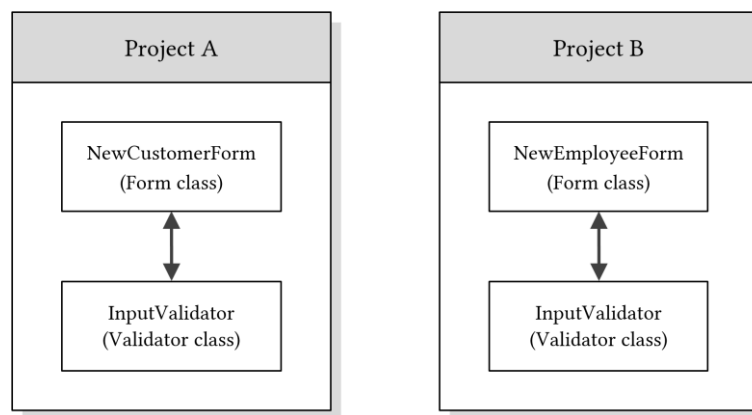 Project A
NewCustomerForm
(Form class)
InputValidator
(Validator class)
Project B
NewEmployeeForm
(Form class)
InputValidator
(Validator class)